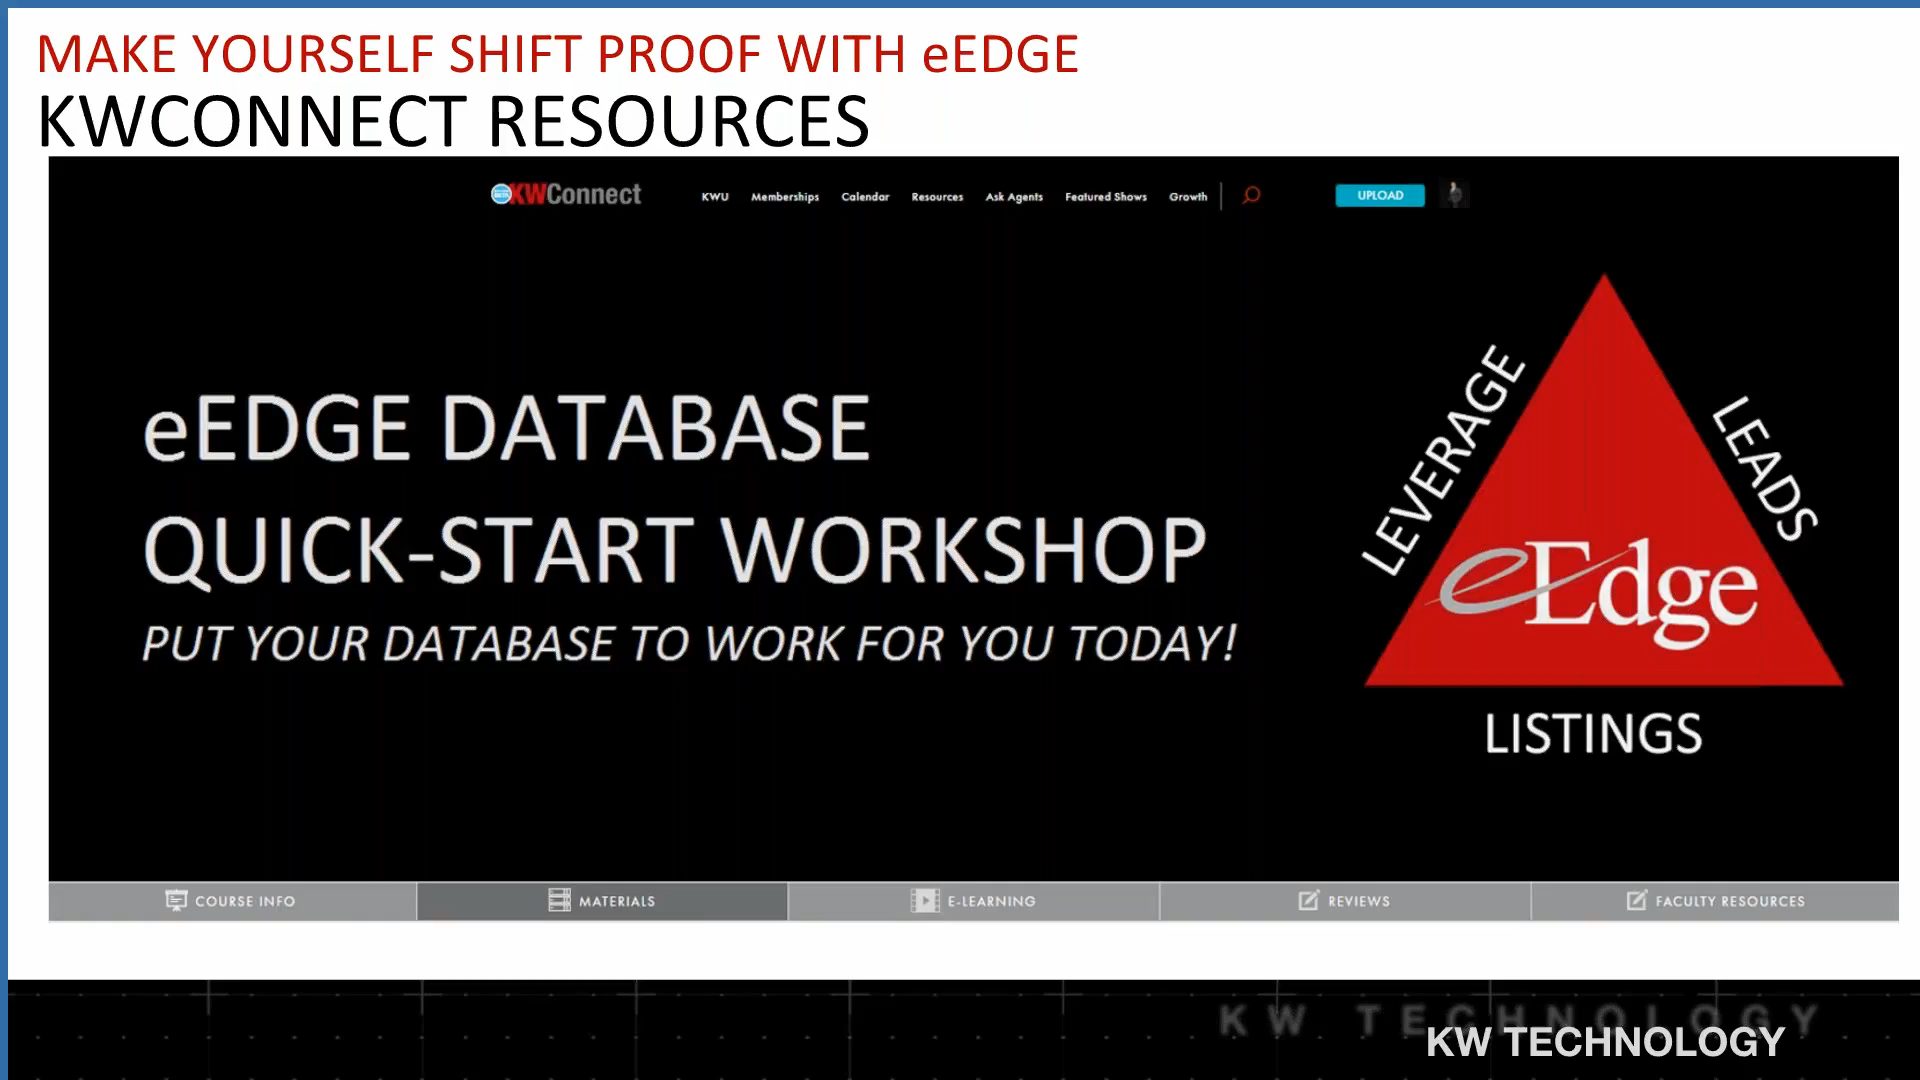 MAKE YOURSELF SHIFT PROOF WITH eEDGE
KWCONNECT RESOURCES
KWConnect KWU Memberships Calendar Resources Ask Agents Featured Shows Growth UPLOAD
eEDGE DATABASE
QUICK-START WORKSHOP
PUT YOUR DATABASE TO WORK FOR YOU TODAY!
LEVERAGE
LEADS
eEdge
LISTINGS
COURSE INFO MATERIALS E-LEARNING REVIEWS FACULTY RESOURCES
KW TECHNOLOGY
KW TECHNOLOGY